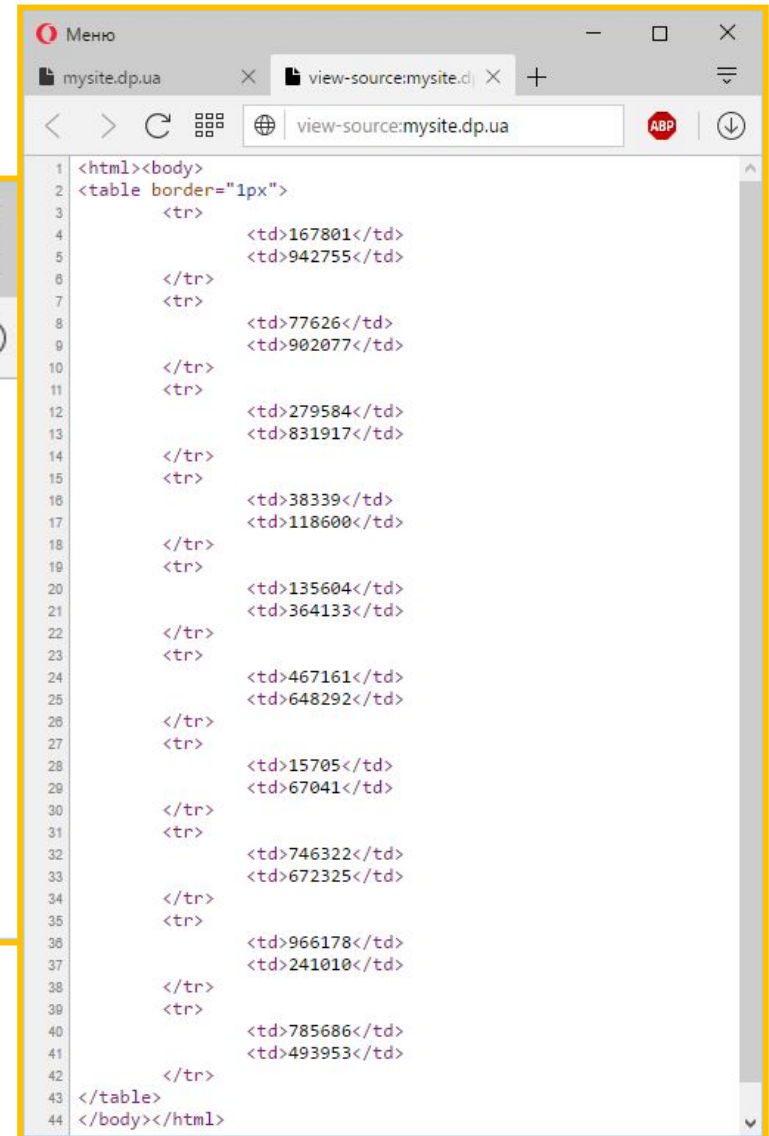 Меню
mysite.dp.ua view-source:mysite.d
view-source:mysite.dp.ua ABP
1 <html><body>
2 <table border="1px">
3 <tr>
4 <td>167801</td>
5 <td>942755</td>
6 </tr>
7 <tr>
8 <td>77626</td>
9 <td>902077</td>
10 </tr>
11 <tr>
12 <td>279584</td>
13 <td>831917</td>
14 </tr>
15 <tr>
16 <td>38339</td>
17 <td>118600</td>
18 </tr>
19 <tr>
20 <td>135604</td>
21 <td>364133</td>
22 </tr>
23 <tr>
24 <td>467161</td>
25 <td>648292</td>
26 </tr>
27 <tr>
28 <td>15705</td>
29 <td>67041</td>
30 </tr>
31 <tr>
32 <td>746322</td>
33 <td>672325</td>
34 </tr>
35 <tr>
36 <td>966178</td>
37 <td>241010</td>
38 </tr>
39 <tr>
40 <td>785686</td>
41 <td>493953</td>
42 </tr>
43 </table>
44 </body></html>